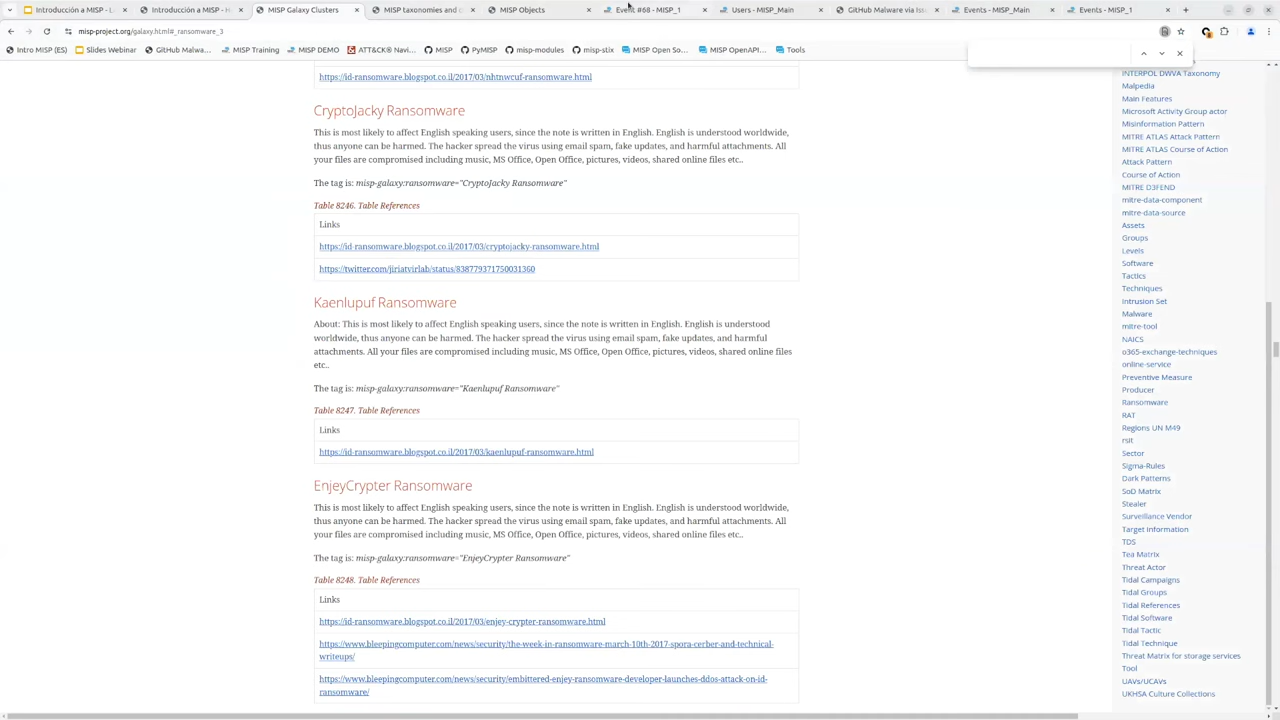 Introducción a MISP - L
Introducción a MISP - H
MISP Galaxy Clusters
MISP taxonomies and c
MISP Objects
Event #68 - MISP_1
Users - MISP_Main
GitHub Malware via Iss
Events - MISP_Main
Events - MISP_1
misp-project.org/galaxy.html#_ransomware_3
Intro MISP (ES)
Slides Webinar
GitHub Malwa...
MISP Training
MISP DEMO
ATT&CK® Navi...
MISP
PyMISP
misp-modules
misp-stix
MISP Open So...
MISP OpenAPI...
Tools
https://id-ransomware.blogspot.co.il/2017/03/nhtnwcuf-ransomware.html
CryptoJacky Ransomware
This is most likely to affect English speaking users, since the note is written in English. English is understood worldwide,
thus anyone can be harmed. The hacker spread the virus using email spam, fake updates, and harmful attachments. All
your files are compromised including music, MS Office, Open Office, pictures, videos, shared online files etc..
The tag is: misp-galaxy:ransomware="CryptoJacky Ransomware"
Table 8246. Table References
Links
https://id-ransomware.blogspot.co.il/2017/03/cryptojacky-ransomware.html
https://twitter.com/jiriatvirlab/status/838779371750031360
Kaenlupuf Ransomware
About: This is most likely to affect English speaking users, since the note is written in English. English is understood
worldwide, thus anyone can be harmed. The hacker spread the virus using email spam, fake updates, and harmful
attachments. All your files are compromised including music, MS Office, Open Office, pictures, videos, shared online files
etc..
The tag is: misp-galaxy:ransomware="Kaenlupuf Ransomware"
Table 8247. Table References
Links
https://id-ransomware.blogspot.co.il/2017/03/kaenlupuf-ransomware.html
EnjeyCrypter Ransomware
This is most likely to affect English speaking users, since the note is written in English. English is understood worldwide,
thus anyone can be harmed. The hacker spread the virus using email spam, fake updates, and harmful attachments. All
your files are compromised including music, MS Office, Open Office, pictures, videos, shared online files etc..
The tag is: misp-galaxy:ransomware="EnjeyCrypter Ransomware"
Table 8248. Table References
Links
https://id-ransomware.blogspot.co.il/2017/03/enjey-crypter-ransomware.html
https://www.bleepingcomputer.com/news/security/the-week-in-ransomware-march-10th-2017-spora-cerber-and-technical-
writeups/
https://www.bleepingcomputer.com/news/security/embittered-enjey-ransomware-developer-launches-ddos-attack-on-id-
ransomware/
INTERPOL DWVA Taxonomy
Malpedia
Main Features
Microsoft Activity Group actor
Misinformation Pattern
MITRE ATLAS Attack Pattern
MITRE ATLAS Course of Action
Attack Pattern
Course of Action
MITRE D3FEND
mitre-data-component
mitre-data-source
Assets
Groups
Levels
Software
Tactics
Techniques
Intrusion Set
Malware
mitre-tool
NAICS
o365-exchange-techniques
online-service
Preventive Measure
Producer
Ransomware
RAT
Regions UN M49
rsit
Sector
Sigma-Rules
Dark Patterns
SoD Matrix
Stealer
Surveillance Vendor
Target Information
TDS
Tea Matrix
Threat Actor
Tidal Campaigns
Tidal Groups
Tidal References
Tidal Software
Tidal Tactic
Tidal Technique
Threat Matrix for storage services
Tool
UAVs/UCAVs
UKHSA Culture Collections